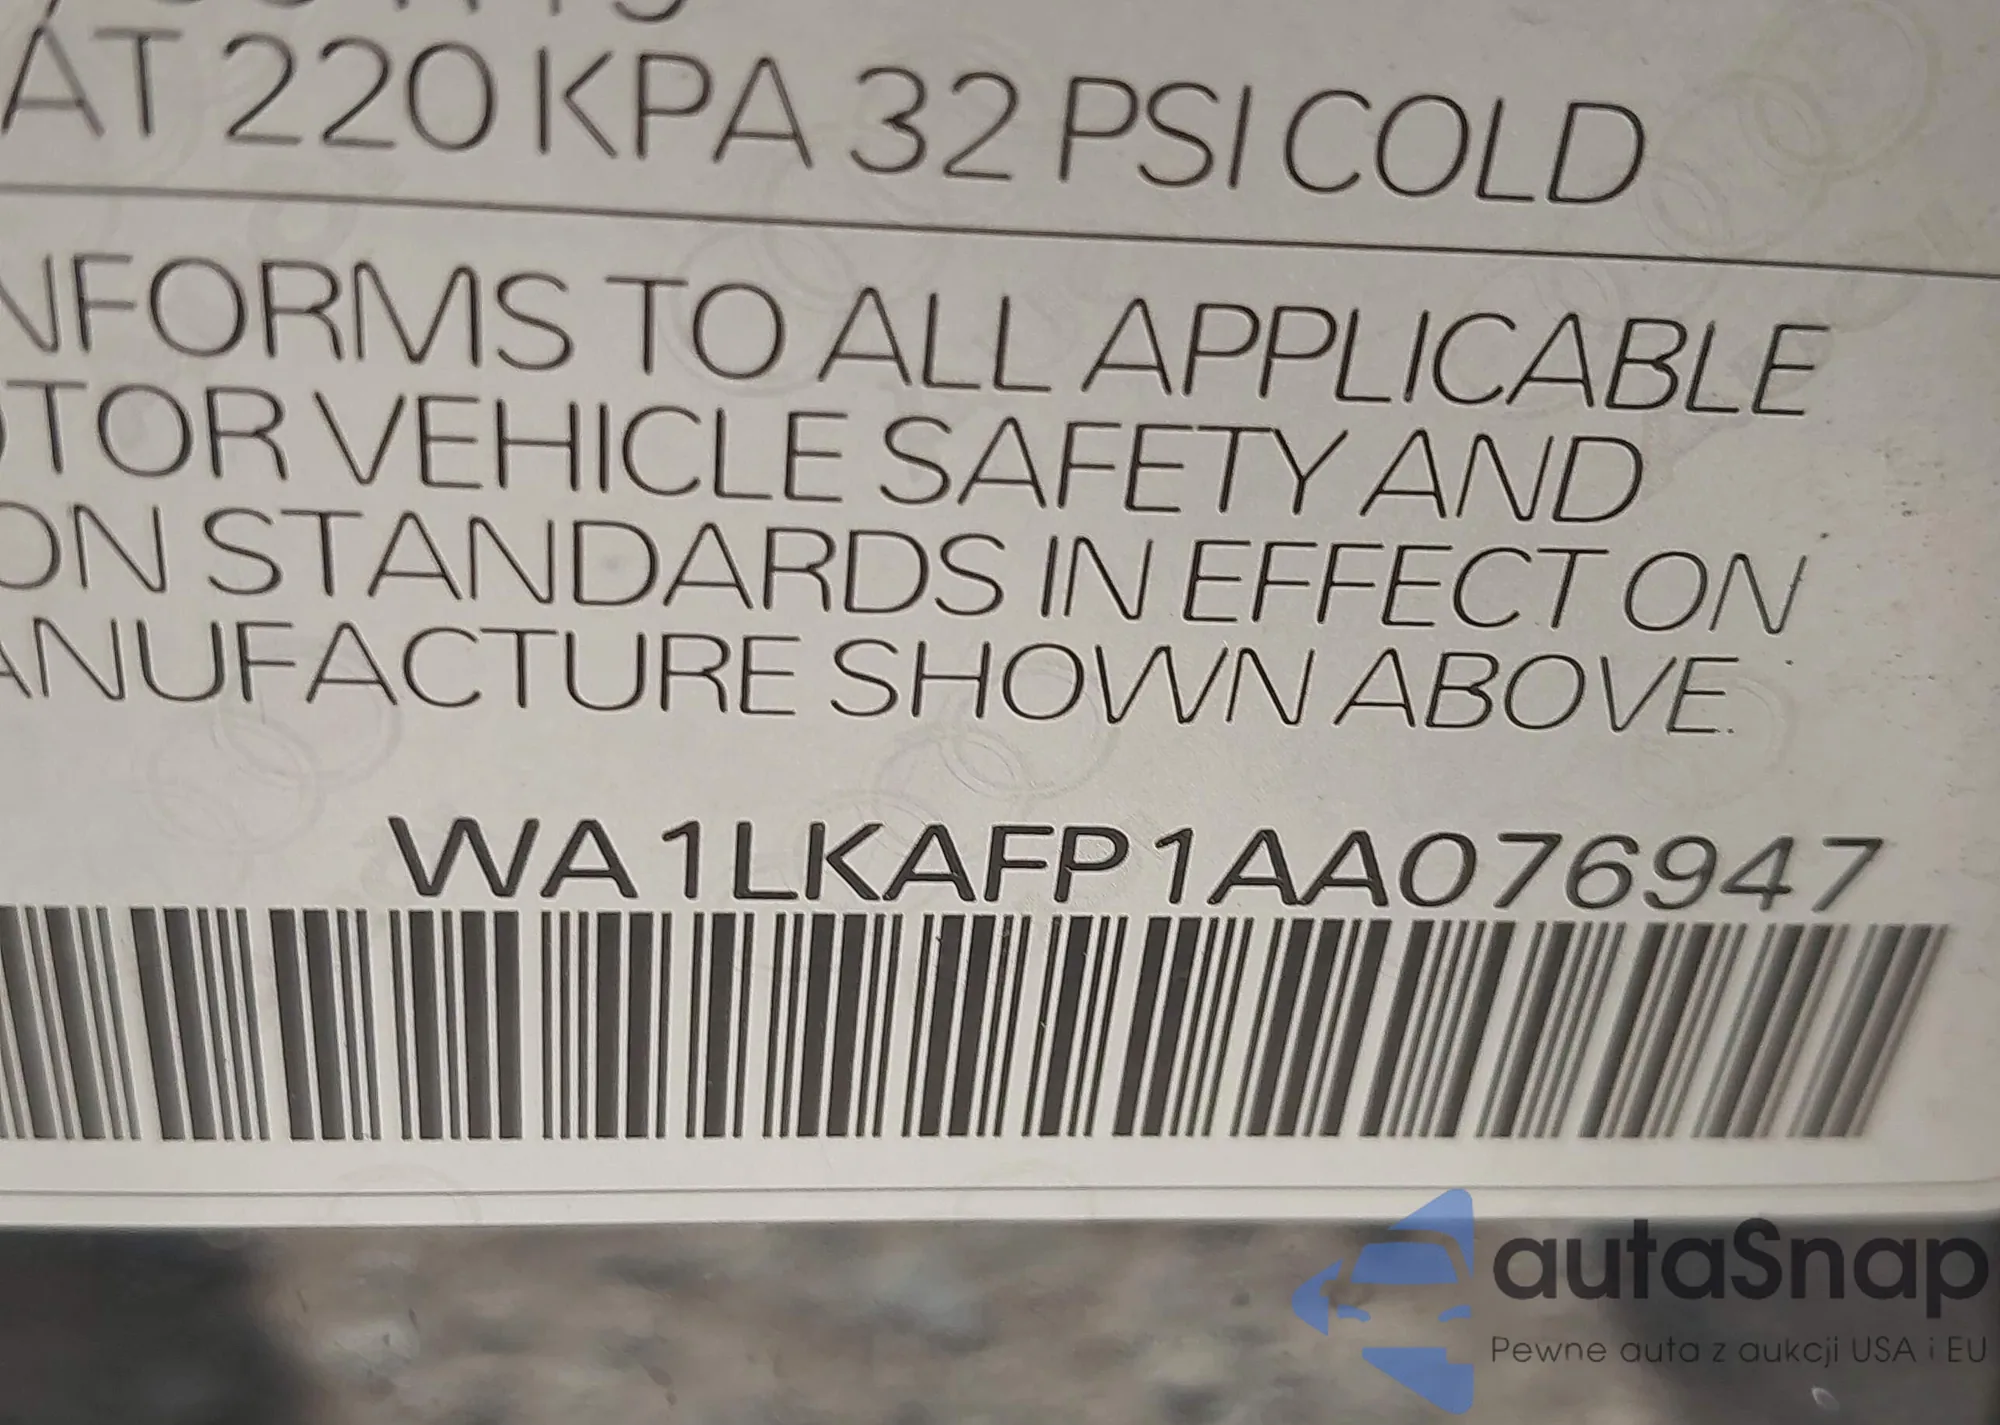 AT 220 KPA 32 PSI COLD
NFORMS TO ALL APPLICABLE
TOR VEHICLE SAFETY AND
ON STANDARDS IN EFFECT ON
ANUFACTURE SHOWN ABOVE.
WA1LKAFP1AA076947
autaSnap
Pewne auta z aukcji USA i EU